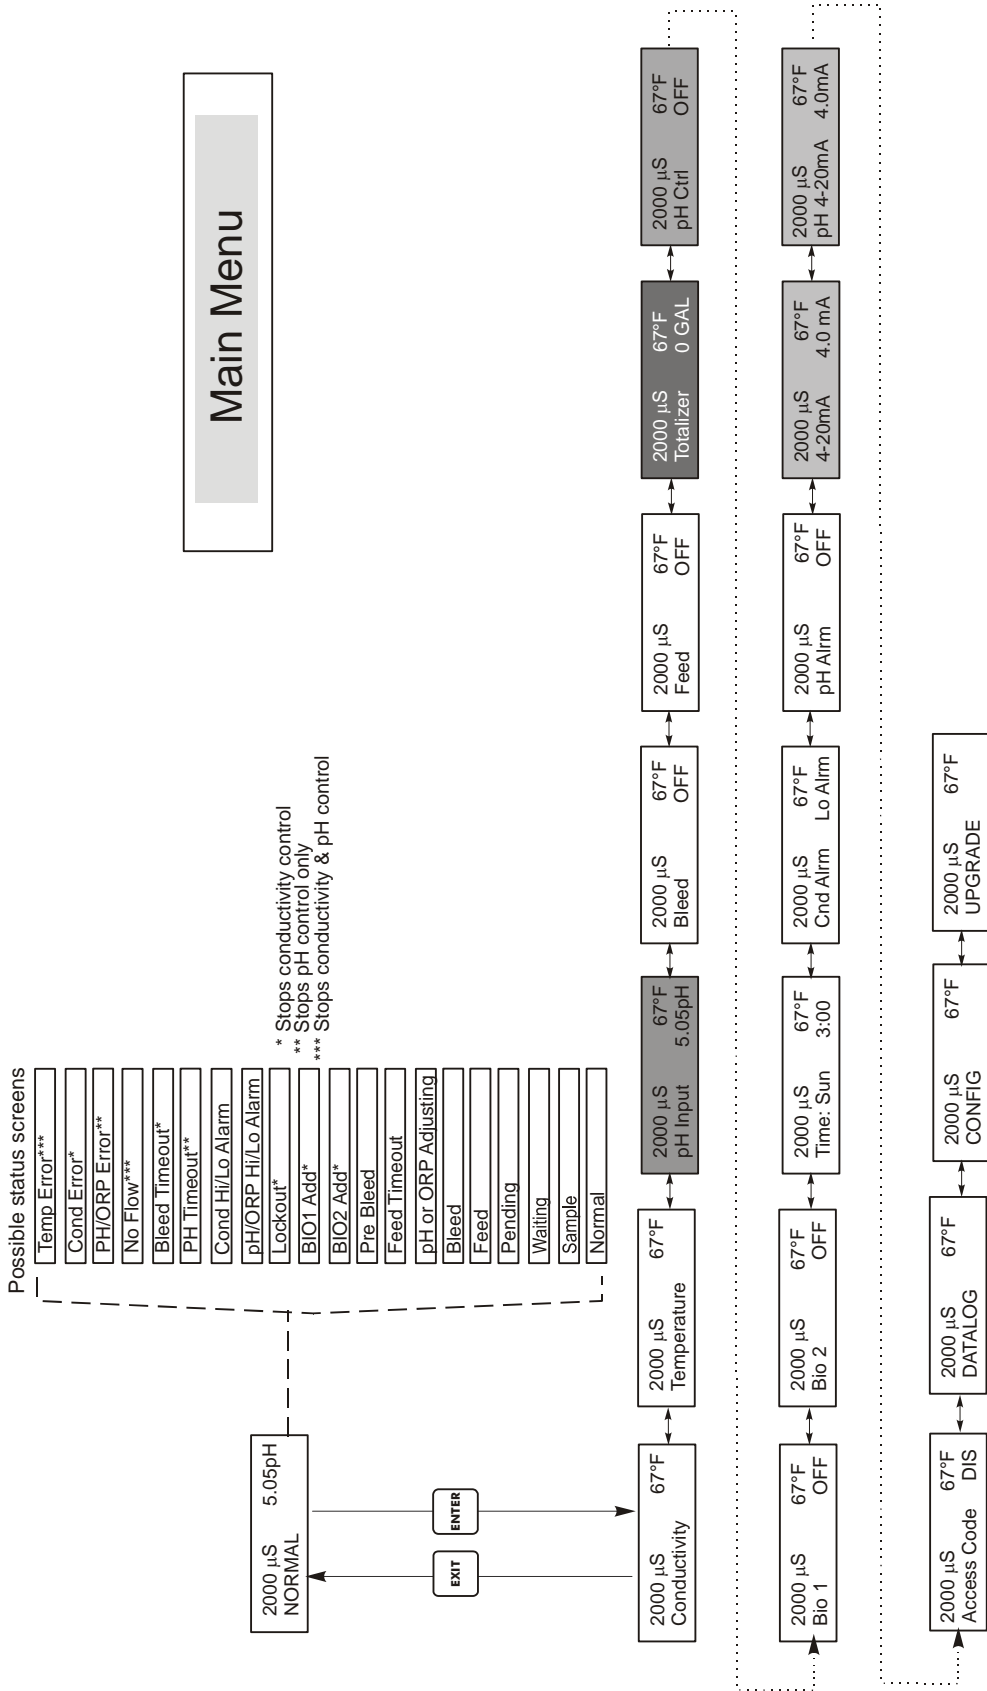 Main Menu
Possible status screens
Temp Error***
Cond Error*
PH/ORP Error**
No Flow***
Bleed Timeout*
PH Timeout**
Cond Hi/Lo Alarm
pH/ORP Hi/Lo Alarm
Lockout*
BIO1 Add*
BIO2 Add*
Pre Bleed
Feed Timeout
pH or ORP Adjusting
Bleed
Feed
Pending
Waiting
Sample
Normal
* Stops conductivity control
** Stops pH control only
*** Stops conductivity & pH control
2000 µS 5.05pH
NORMAL
EXIT
ENTER
2000 µS 67°F
Conductivity
2000 µS 67°F
Temperature
2000 µS 67°F
pH Input 5.05pH
2000 µS 67°F
Bleed OFF
2000 µS 67°F
Feed OFF
2000 µS 67°F
Totalizer 0 GAL
2000 µS 67°F
pH Ctrl OFF
2000 µS 67°F
Bio 1 OFF
2000 µS 67°F
Bio 2 OFF
2000 µS 67°F
Time: Sun 3:00
2000 µS 67°F
Cnd Alrm Lo Alrm
2000 µS 67°F
pH Alrm OFF
2000 µS 67°F
4-20mA 4.0 mA
2000 µS 67°F
pH 4-20mA 4.0mA
2000 µS 67°F
Access Code DIS
2000 µS 67°F
DATALOG
2000 µS 67°F
CONFIG
2000 µS 67°F
UPGRADE